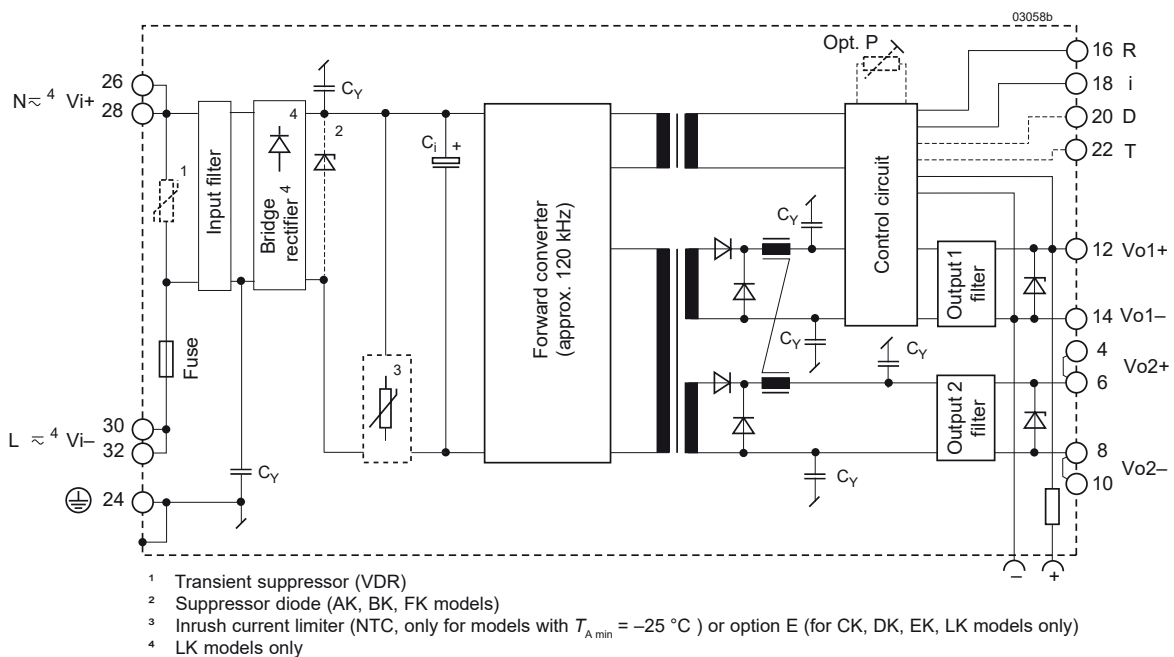 03058b
Opt. P
16 R
18 i
20 D
22 T
26
N ≂ 4 Vi+
28
CY
4
2
1
Ci
+
Input filter
Bridge
rectifier 4
Forward converter
(approx. 120 kHz)
Control circuit
CY
CY
Output 1
filter
12 Vo1+
14 Vo1–
4
Vo2+
6
Fuse
3
CY
Output 2
filter
8
Vo2–
10
30
L ≂ 4 Vi–
32
CY
CY
24
– +
1 Transient suppressor (VDR)
2 Suppressor diode (AK, BK, FK models)
3 Inrush current limiter (NTC, only for models with TA min = –25 °C ) or option E (for CK, DK, EK, LK models only)
4 LK models only